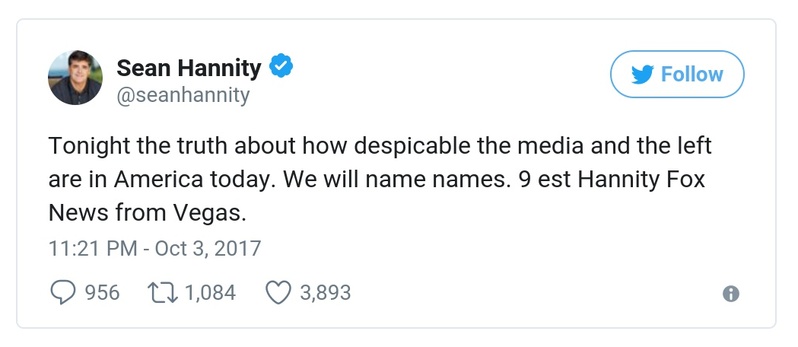 Sean Hannity
@seanhannity
Follow
Tonight the truth about how despicable the media and the left
are in America today. We will name names. 9 est Hannity Fox
News from Vegas.
11:21 PM - Oct 3, 2017
956 1,084 3,893